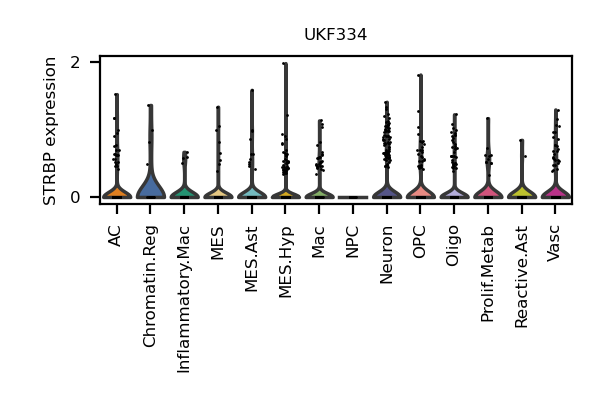 UKF334
STRBP expression
2
0
AC
Chromatin.Reg
Inflammatory.Mac
MES
MES.Ast
MES.Hyp
Mac
NPC
Neuron
OPC
Oligo
Prolif.Metab
Reactive.Ast
Vasc